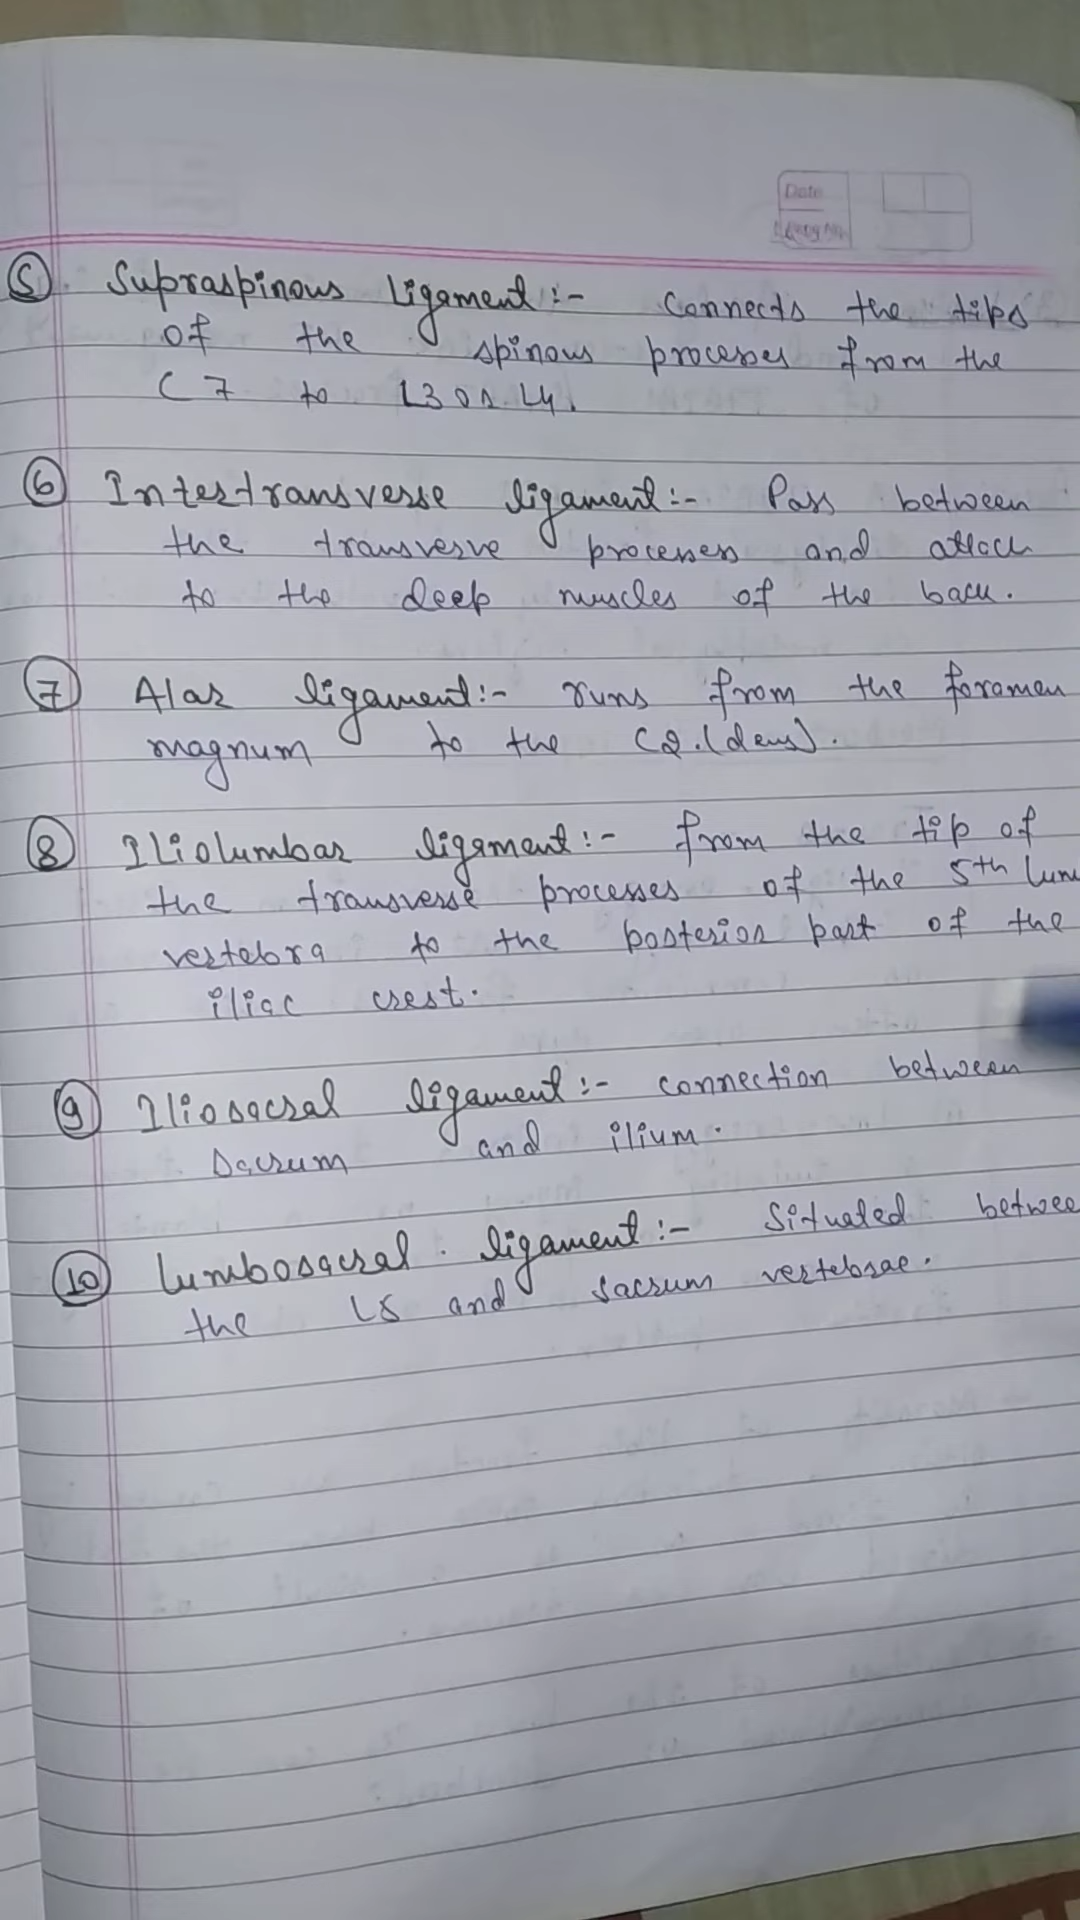 Date
⑤ Supraspinous Ligament:- connects the tips
of the spinous processes from the
C7 to L3 or L4.
⑥ Intertransverse ligament:- Pass between
the transverse processes and attach
to the deep muscles of the back.
⑦ Alar ligament:- runs from the foramen
magnum to the C2.(dens).
⑧ Iliolumbar ligament:- from the tip of
the transverse processes of the 5th lum
vertebra to the posterior part of the
iliac crest.
⑨ Iliosacral ligament:- connection between
sacrum and ilium.
⑩ Lumbosacral ligament:- Situated betwee
the L5 and sacrum vertebrae.